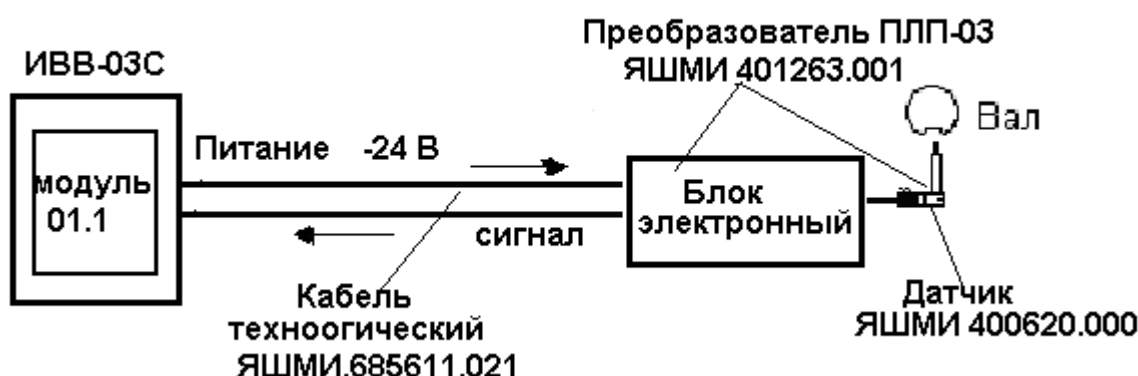 Преобразователь ПЛП-03
ЯШМИ 401263.001
ИВВ-03С
Вал
Питание -24 В
модуль
01.1
Блок
электронный
сигнал
Кабель
техноогический
ЯШМИ.685611.021
Датчик
ЯШМИ 400620.000